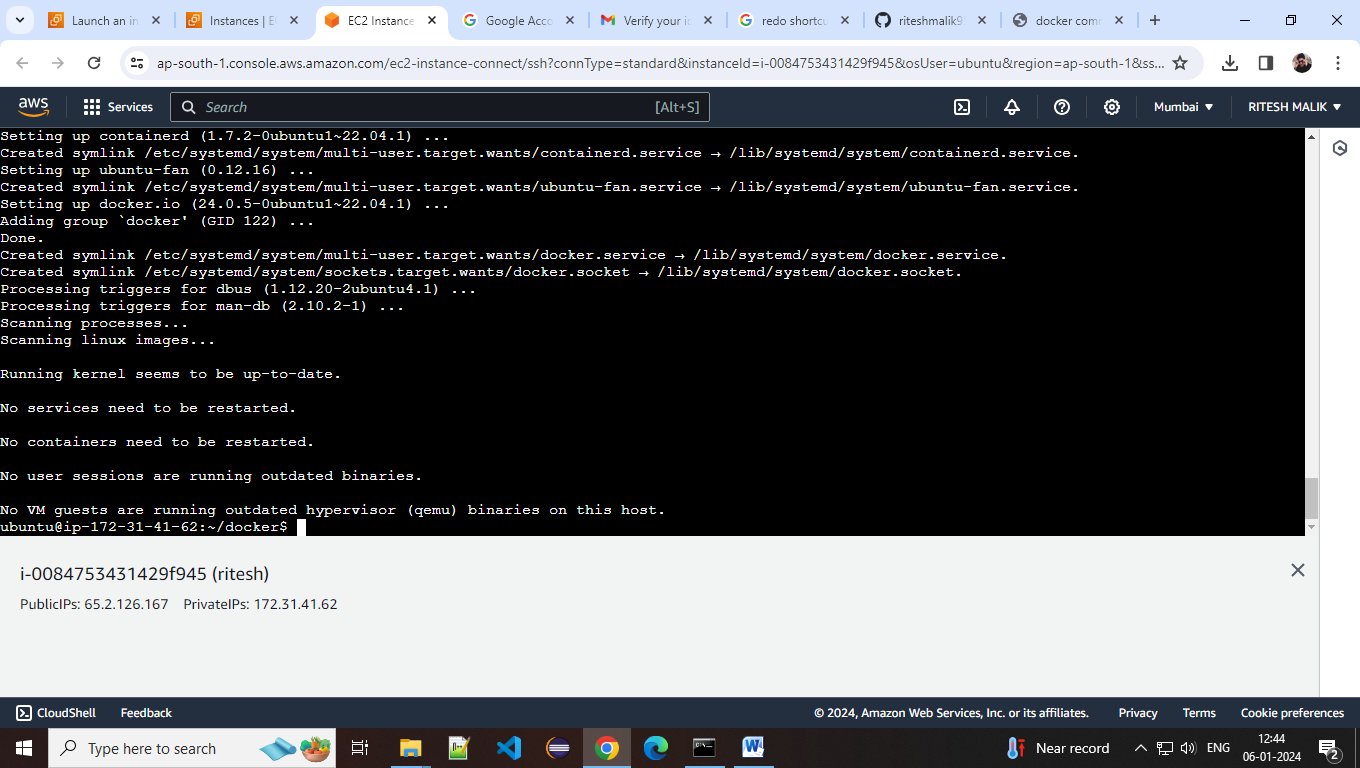 Launch an in
Instances | E
EC2 Instance
Google Acco
Verify your i
redo shortcu
riteshmalik9
docker com
ap-south-1.console.aws.amazon.com/ec2-instance-connect/ssh?connType=standard&instanceId=i-0084753431429f945&osUser=ubuntu&region=ap-south-1&ss...
aws Services Search [Alt+S] Mumbai RITESH MALIK
Setting up containerd (1.7.2-0ubuntu1~22.04.1) ...
Created symlink /etc/systemd/system/multi-user.target.wants/containerd.service → /lib/systemd/system/containerd.service.
Setting up ubuntu-fan (0.12.16) ...
Created symlink /etc/systemd/system/multi-user.target.wants/ubuntu-fan.service → /lib/systemd/system/ubuntu-fan.service.
Setting up docker.io (24.0.5-0ubuntu1~22.04.1) ...
Adding group `docker' (GID 122) ...
Done.
Created symlink /etc/systemd/system/multi-user.target.wants/docker.service → /lib/systemd/system/docker.service.
Created symlink /etc/systemd/system/sockets.target.wants/docker.socket → /lib/systemd/system/docker.socket.
Processing triggers for dbus (1.12.20-2ubuntu4.1) ...
Processing triggers for man-db (2.10.2-1) ...
Scanning processes...
Scanning linux images...
Running kernel seems to be up-to-date.
No services need to be restarted.
No containers need to be restarted.
No user sessions are running outdated binaries.
No VM guests are running outdated hypervisor (qemu) binaries on this host.
ubuntu@ip-172-31-41-62:~/docker$
i-0084753431429f945 (ritesh)
PublicIPs: 65.2.126.167 PrivateIPs: 172.31.41.62
CloudShell Feedback © 2024, Amazon Web Services, Inc. or its affiliates. Privacy Terms Cookie preferences
Type here to search
Near record
ENG
12:44
06-01-2024
2